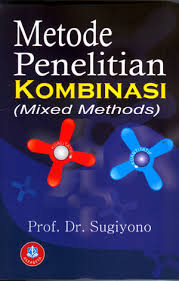 Metode
Penelitian
KOMBINASI
(Mixed Methods)
Prof. Dr. Sugiyono